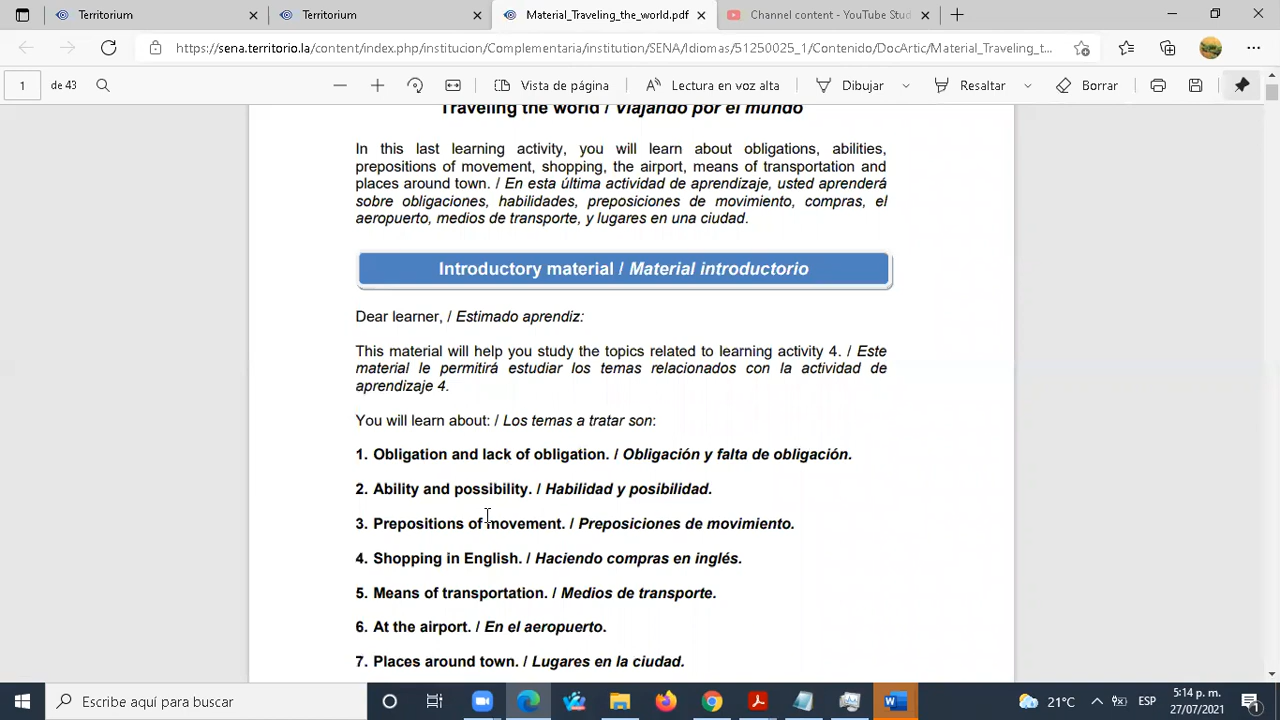 Territorium
Territorium
Material_Traveling_the_world.pdf
Channel content - YouTube Stud
https://sena.territorio.la/content/index.php/institucion/Complementaria/institution/SENA/Idiomas/51250025_1/Contenido/DocArtic/Material_Traveling_t...
1 de 43
Vista de página
Lectura en voz alta
Dibujar
Resaltar
Borrar
Traveling the world / Viajando por el mundo
In this last learning activity, you will learn about obligations, abilities,
prepositions of movement, shopping, the airport, means of transportation and
places around town. / En esta última actividad de aprendizaje, usted aprenderá
sobre obligaciones, habilidades, preposiciones de movimiento, compras, el
aeropuerto, medios de transporte, y lugares en una ciudad.
Introductory material / Material introductorio
Dear learner, / Estimado aprendiz:
This material will help you study the topics related to learning activity 4. / Este
material le permitirá estudiar los temas relacionados con la actividad de
aprendizaje 4.
You will learn about: / Los temas a tratar son:
1. Obligation and lack of obligation. / Obligación y falta de obligación.
2. Ability and possibility. / Habilidad y posibilidad.
3. Prepositions of movement. / Preposiciones de movimiento.
4. Shopping in English. / Haciendo compras en inglés.
5. Means of transportation. / Medios de transporte.
6. At the airport. / En el aeropuerto.
7. Places around town. / Lugares en la ciudad.
Escribe aquí para buscar
21°C
ESP
5:14 p. m.
27/07/2021
1